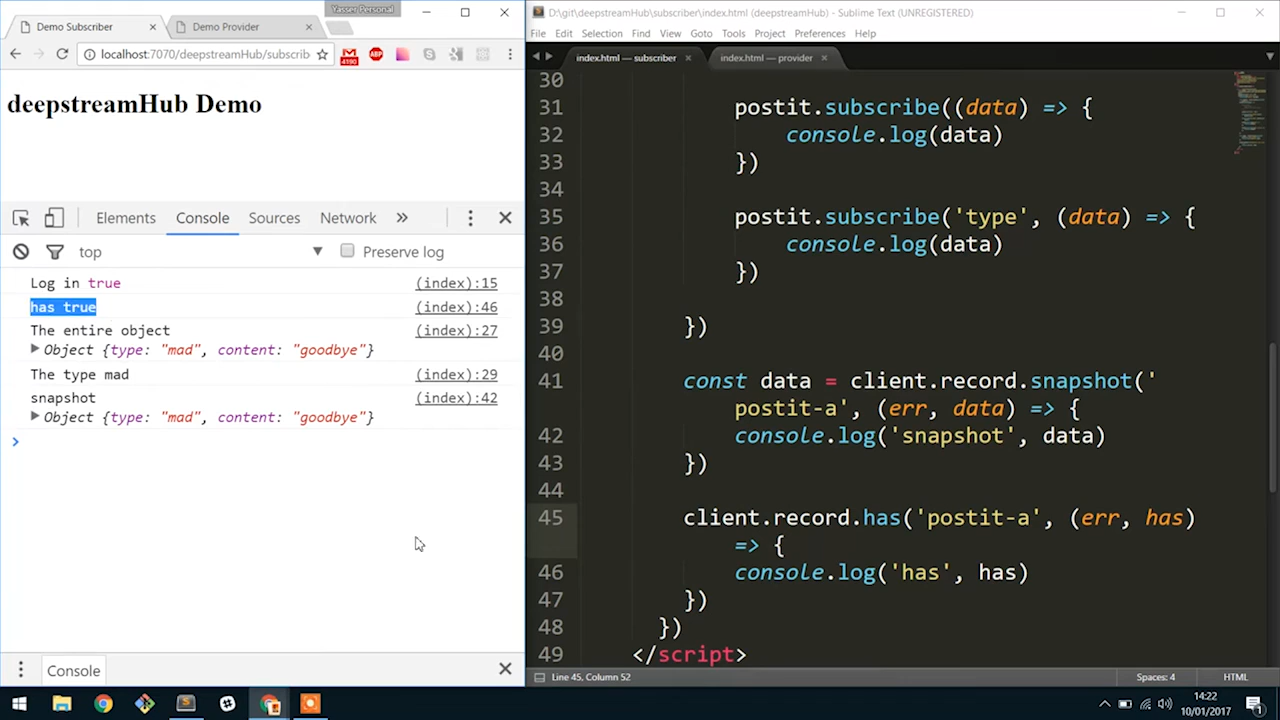 Yasser Personal
Demo Subscriber
Demo Provider
localhost:7070/deepstreamHub/subscrib
4190
ABP
deepstreamHub Demo
Elements Console Sources Network »
top
Preserve log
Log in true (index):15
has true (index):46
The entire object (index):27
Object {type: "mad", content: "goodbye"}
The type mad (index):29
snapshot (index):42
Object {type: "mad", content: "goodbye"}
Console
D:\git\deepstreamHub\subscriber\index.html (deepstreamHub) - Sublime Text (UNREGISTERED)
File Edit Selection Find View Goto Tools Project Preferences Help
index.html — subscriber
index.html — provider
30
31 postit.subscribe((data) => {
32 console.log(data)
33 })
34
35 postit.subscribe('type', (data) => {
36 console.log(data)
37 })
38
39 })
40
41 const data = client.record.snapshot('
postit-a', (err, data) => {
42 console.log('snapshot', data)
43 })
44
45 client.record.has('postit-a', (err, has)
=> {
46 console.log('has', has)
47 })
48 })
49 </script>
Line 45, Column 52
Spaces: 4
HTML
14:22
10/01/2017
1